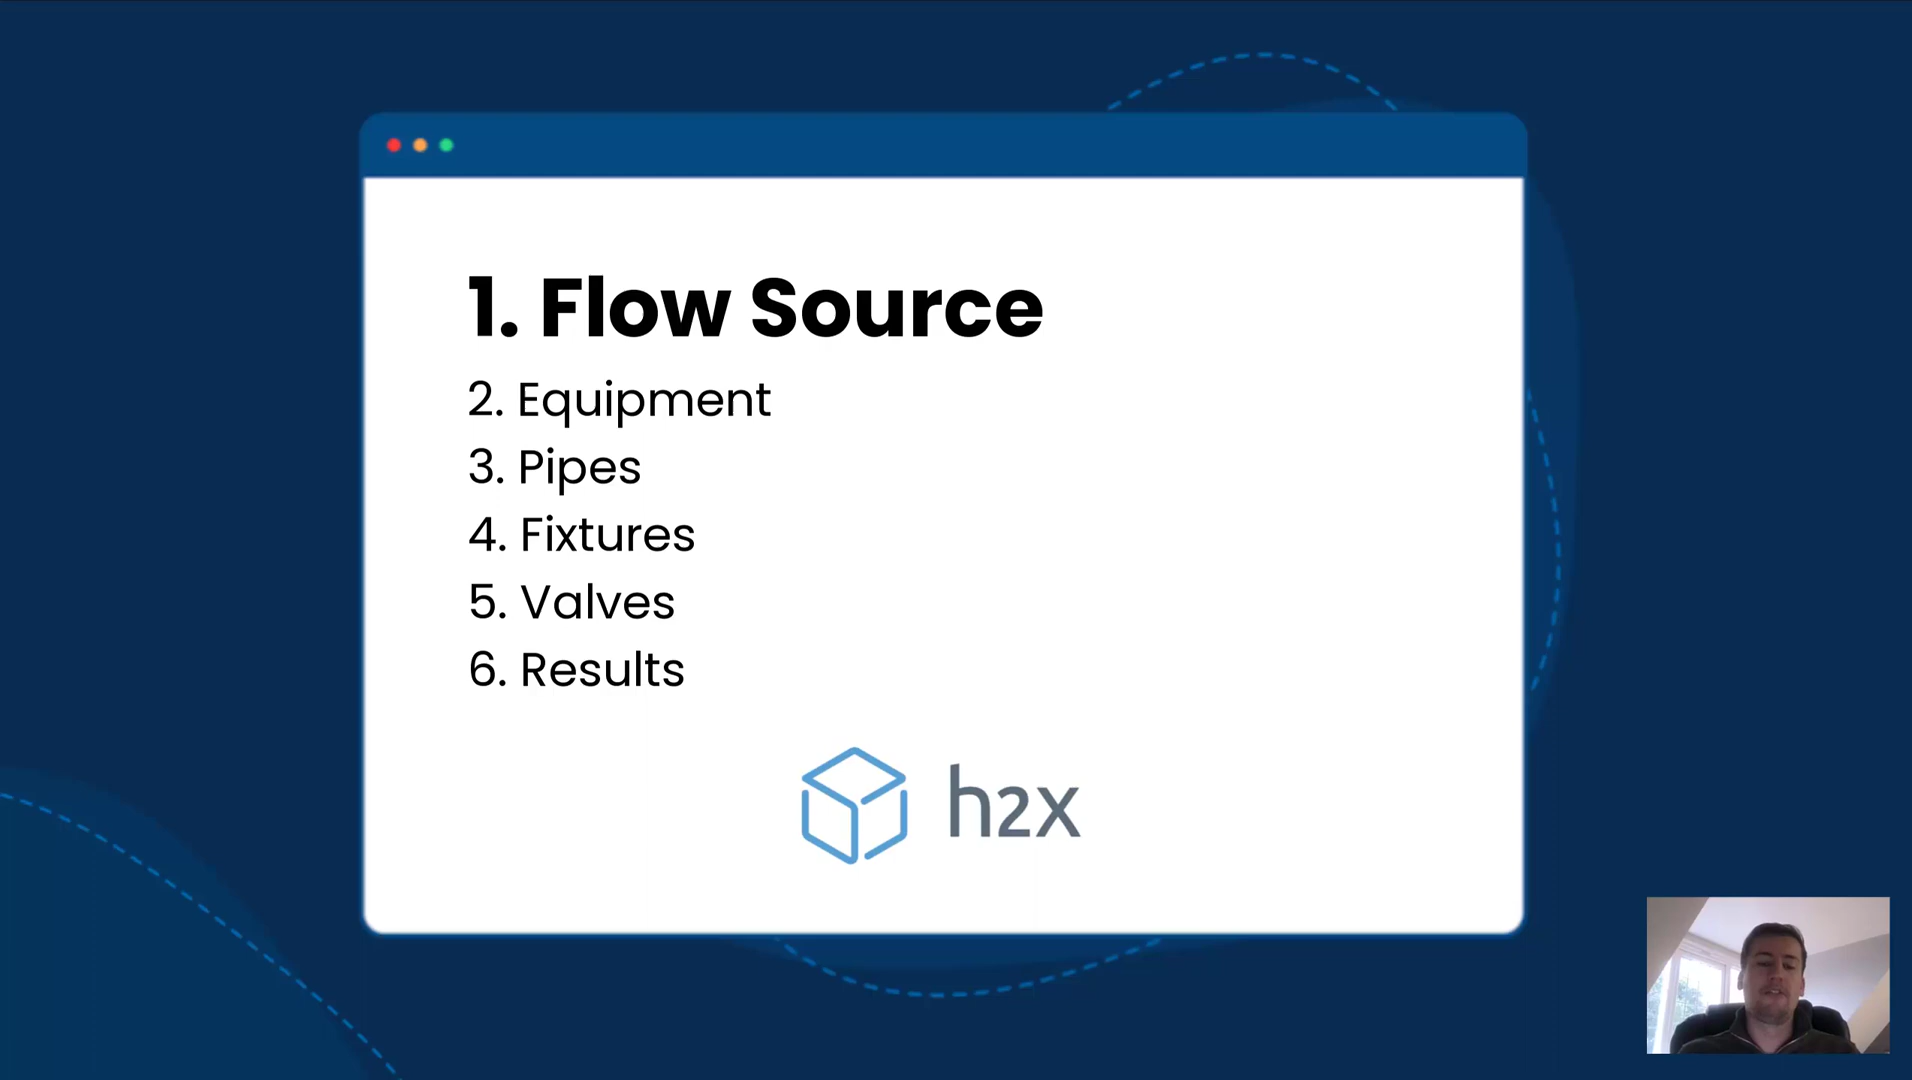 1. Flow Source
2. Equipment
3. Pipes
4. Fixtures
5. Valves
6. Results
h2x